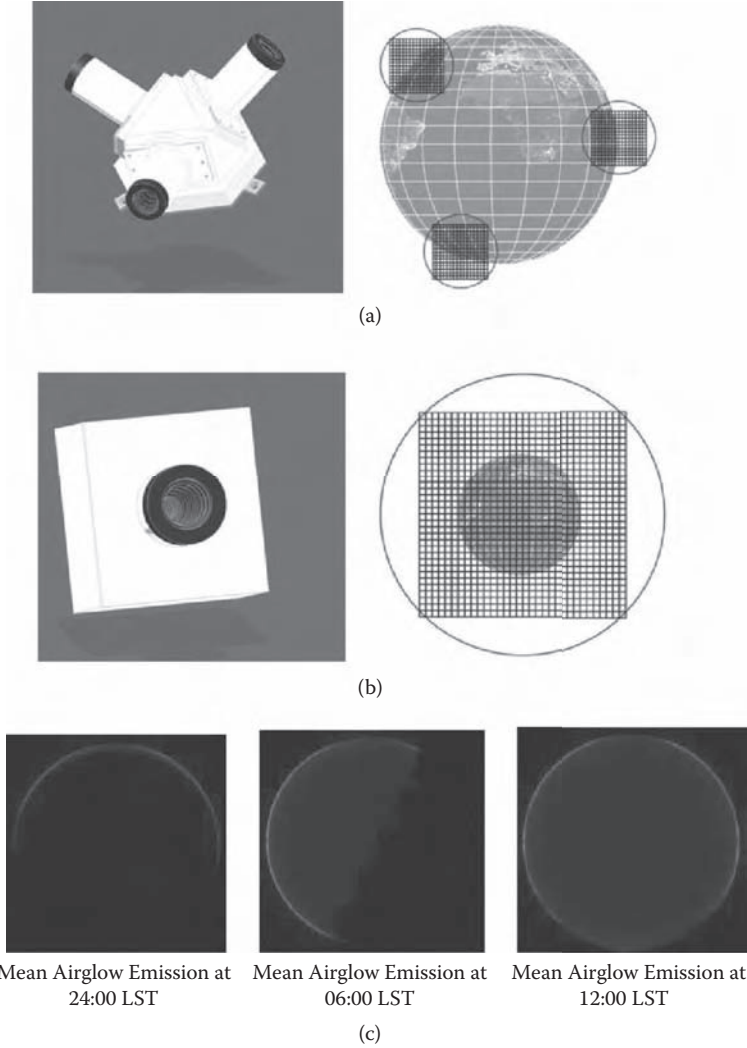 (a)
(b)
Mean Airglow Emission at
24:00 LST
Mean Airglow Emission at
06:00 LST
Mean Airglow Emission at
12:00 LST
(c)